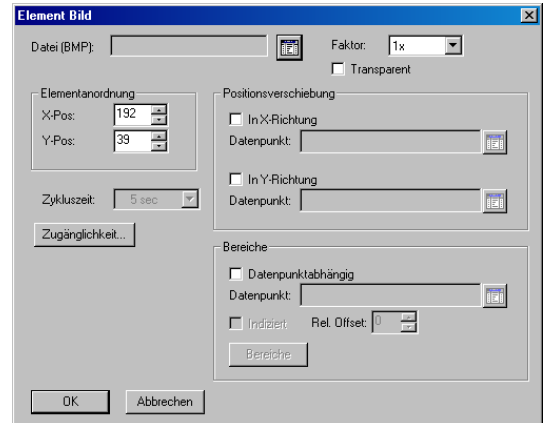 Element Bild
Datei (BMP):
Faktor: 1x
Transparent
Elementanordnung
X-Pos: 192
Y-Pos: 39
Zykluszeit: 5 sec
Zugänglichkeit...
Positionsverschiebung
In X-Richtung
Datenpunkt:
In Y-Richtung
Datenpunkt:
Bereiche
Datenpunktabhängig
Datenpunkt:
Indiziert Rel. Offset: 0
Bereiche
OK Abbrechen